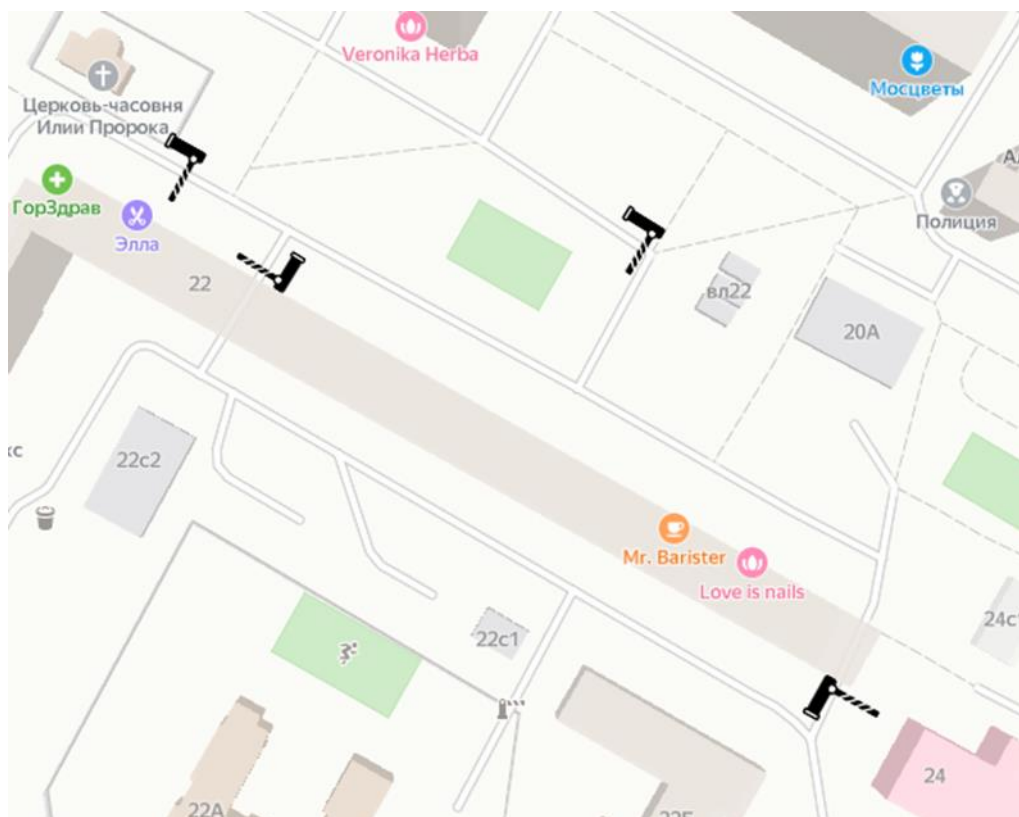 Veronika Herba
Мосцветы
Церковь-часовня
Илии Пророка
ГорЗдрав
Элла
Полиция
22
вл22
20А
22с2
Mr. Barister
Love is nails
22с1
24
22А